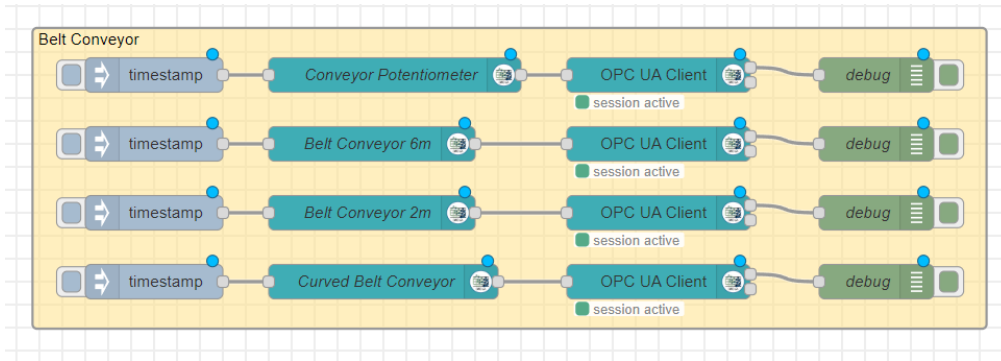 Belt Conveyor
timestamp Conveyor Potentiometer OPC UA Client debug
session active
timestamp Belt Conveyor 6m OPC UA Client debug
session active
timestamp Belt Conveyor 2m OPC UA Client debug
session active
timestamp Curved Belt Conveyor OPC UA Client debug
session active